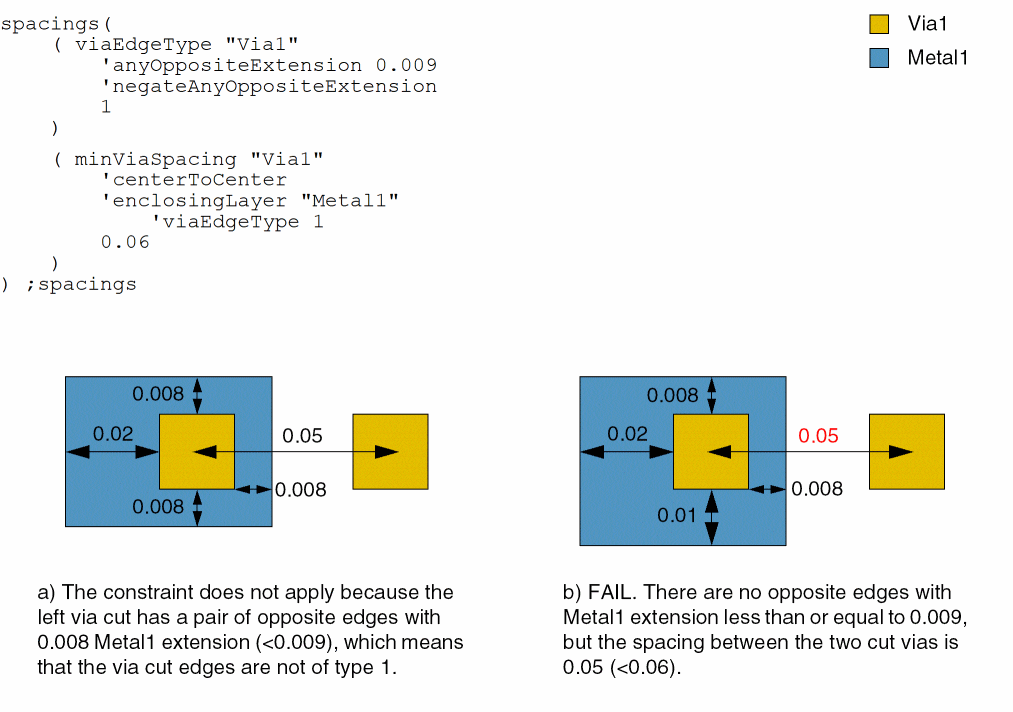 spacings(
( viaEdgeType "Via1"
'anyOppositeExtension 0.009
'negateAnyOppositeExtension
1
)
( minViaSpacing "Via1"
'centerToCenter
'enclosingLayer "Metal1"
'viaEdgeType 1
0.06
)
) ;spacings
Via1
Metal1
0.008
0.02
0.05
0.008
0.008
0.008
0.02
0.05
0.008
0.01
a) The constraint does not apply because the
left via cut has a pair of opposite edges with
0.008 Metal1 extension (<0.009), which means
that the via cut edges are not of type 1.
b) FAIL. There are no opposite edges with
Metal1 extension less than or equal to 0.009,
but the spacing between the two cut vias is
0.05 (<0.06).